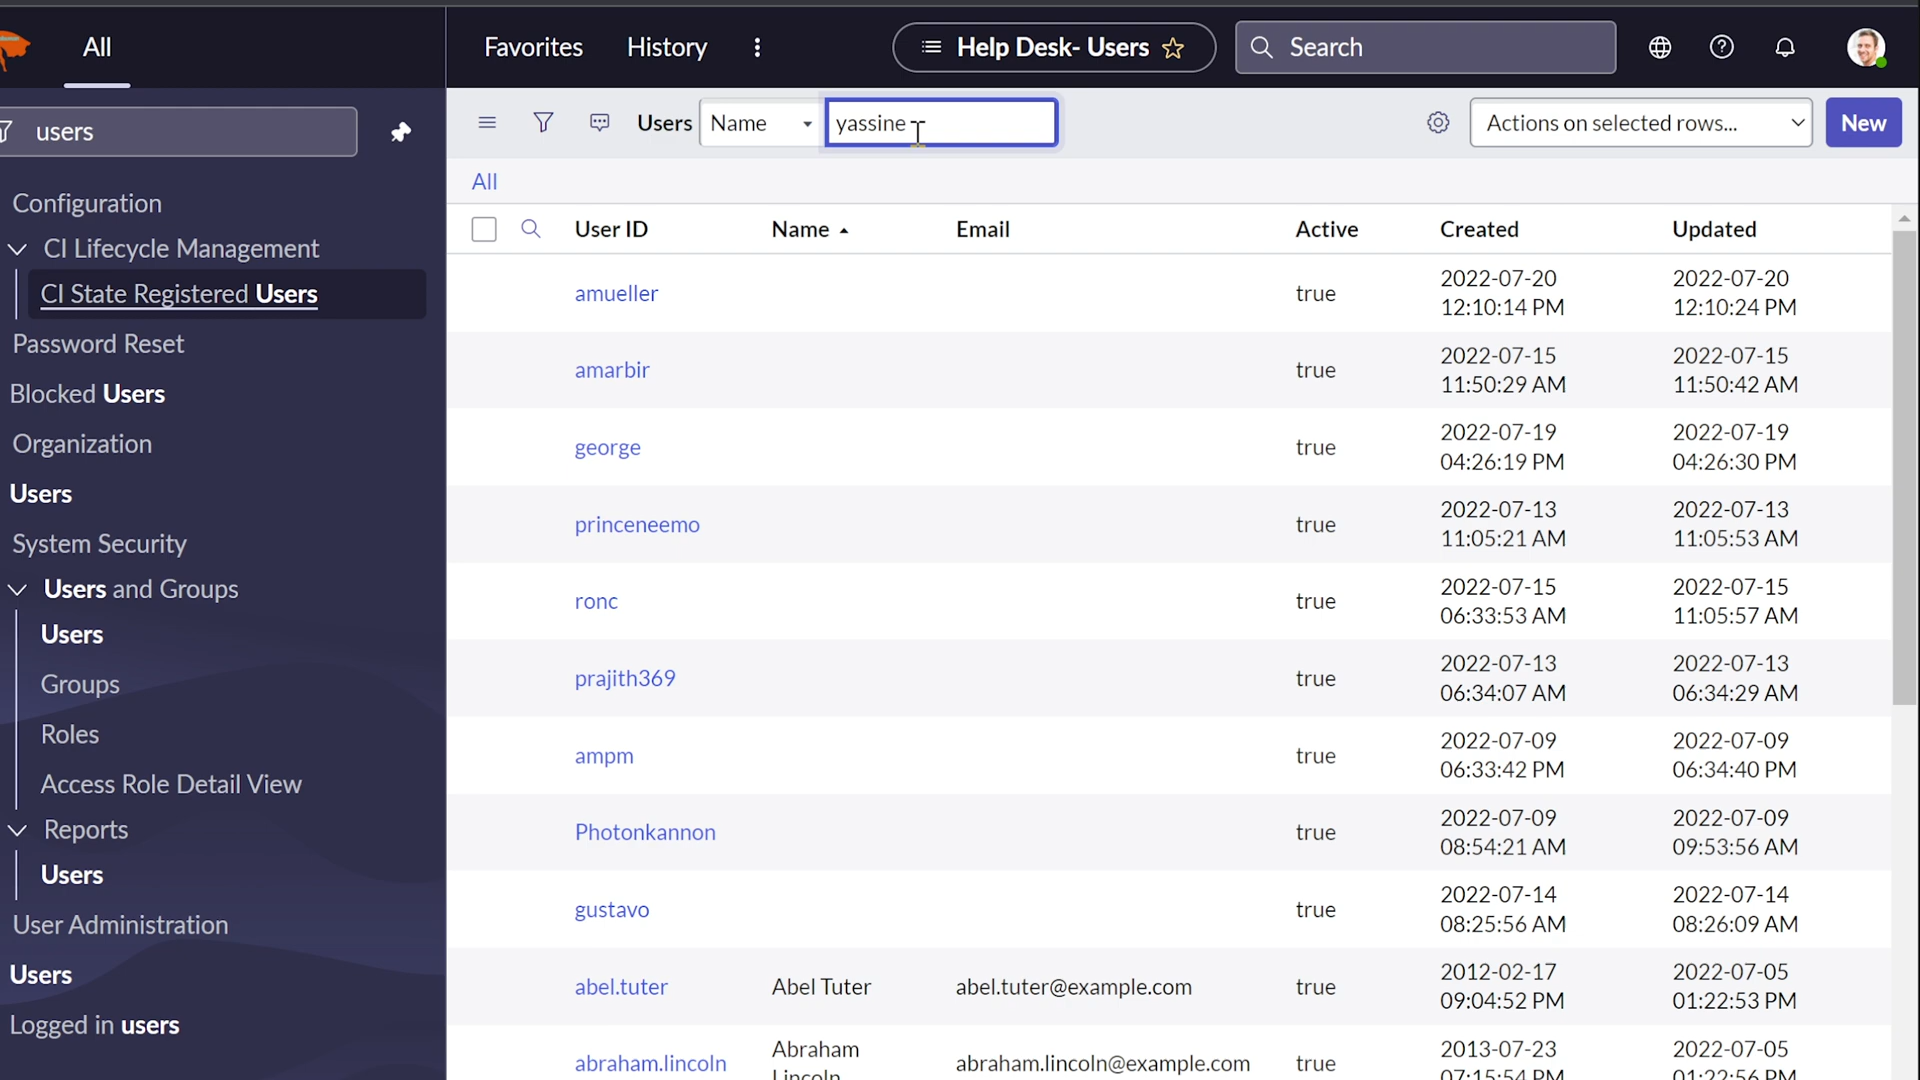 All
Favorites
History
Help Desk- Users
Search
users
Users
Name
yassine
Actions on selected rows...
New
All
Configuration
CI Lifecycle Management
CI State Registered Users
Password Reset
Blocked Users
Organization
Users
System Security
Users and Groups
Users
Groups
Roles
Access Role Detail View
Reports
Users
User Administration
Users
Logged in users
User ID Name Email Active Created Updated
amueller true 2022-07-20 12:10:14 PM 2022-07-20 12:10:24 PM
amarbir true 2022-07-15 11:50:29 AM 2022-07-15 11:50:42 AM
george true 2022-07-19 04:26:19 PM 2022-07-19 04:26:30 PM
princeneemo true 2022-07-13 11:05:21 AM 2022-07-13 11:05:53 AM
ronc true 2022-07-15 06:33:53 AM 2022-07-15 11:05:57 AM
prajith369 true 2022-07-13 06:34:07 AM 2022-07-13 06:34:29 AM
ampm true 2022-07-09 06:33:42 PM 2022-07-09 06:34:40 PM
Photonkannon true 2022-07-09 08:54:21 AM 2022-07-09 09:53:56 AM
gustavo true 2022-07-14 08:25:56 AM 2022-07-14 08:26:09 AM
abel.tuter Abel Tuter abel.tuter@example.com true 2012-02-17 09:04:52 PM 2022-07-05 01:22:53 PM
abraham.lincoln Abraham Lincoln abraham.lincoln@example.com true 2013-07-23 07:15:54 PM 2022-07-05 01:22:56 PM